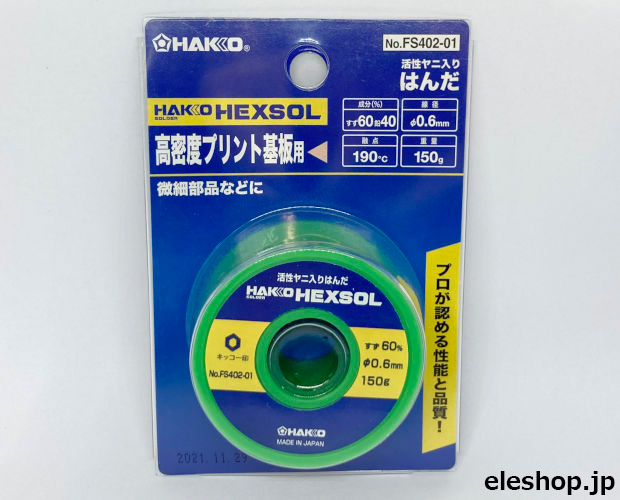 HAKKO®
No.FS402-01
活性ヤニ入り
はんだ
HAKKO HEXSOL
SOLDER
成分(%)
すず60鉛40
線径
φ0.6mm
融点
190℃
重量
150g
高密度プリント基板用
微細部品などに
プロが認める性能と品質!
活性ヤニ入りはんだ
HAKKO HEXSOL
SOLDER
キッコー印
No.FS402-01
すず60%
φ0.6mm
150g
HAKKO
MADE IN JAPAN
2021.11.29
eleshop.jp